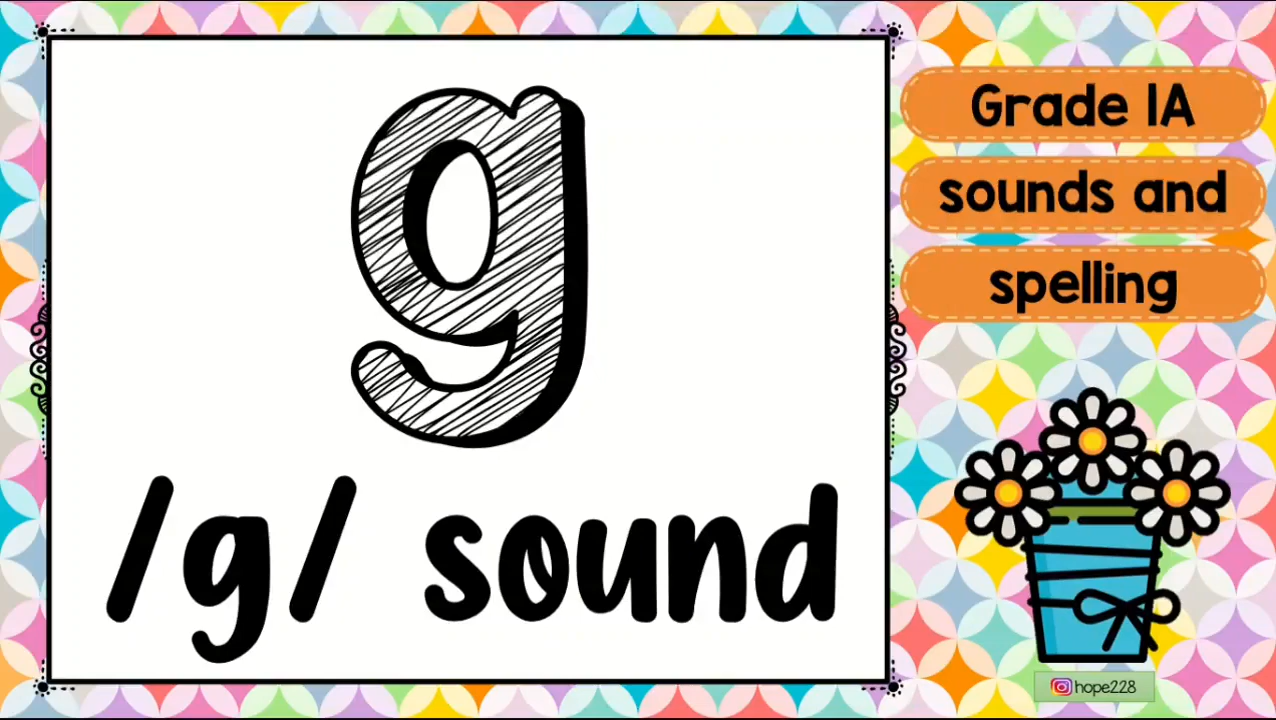 g
/g/ sound
Grade 1A
sounds and
spelling
hope228